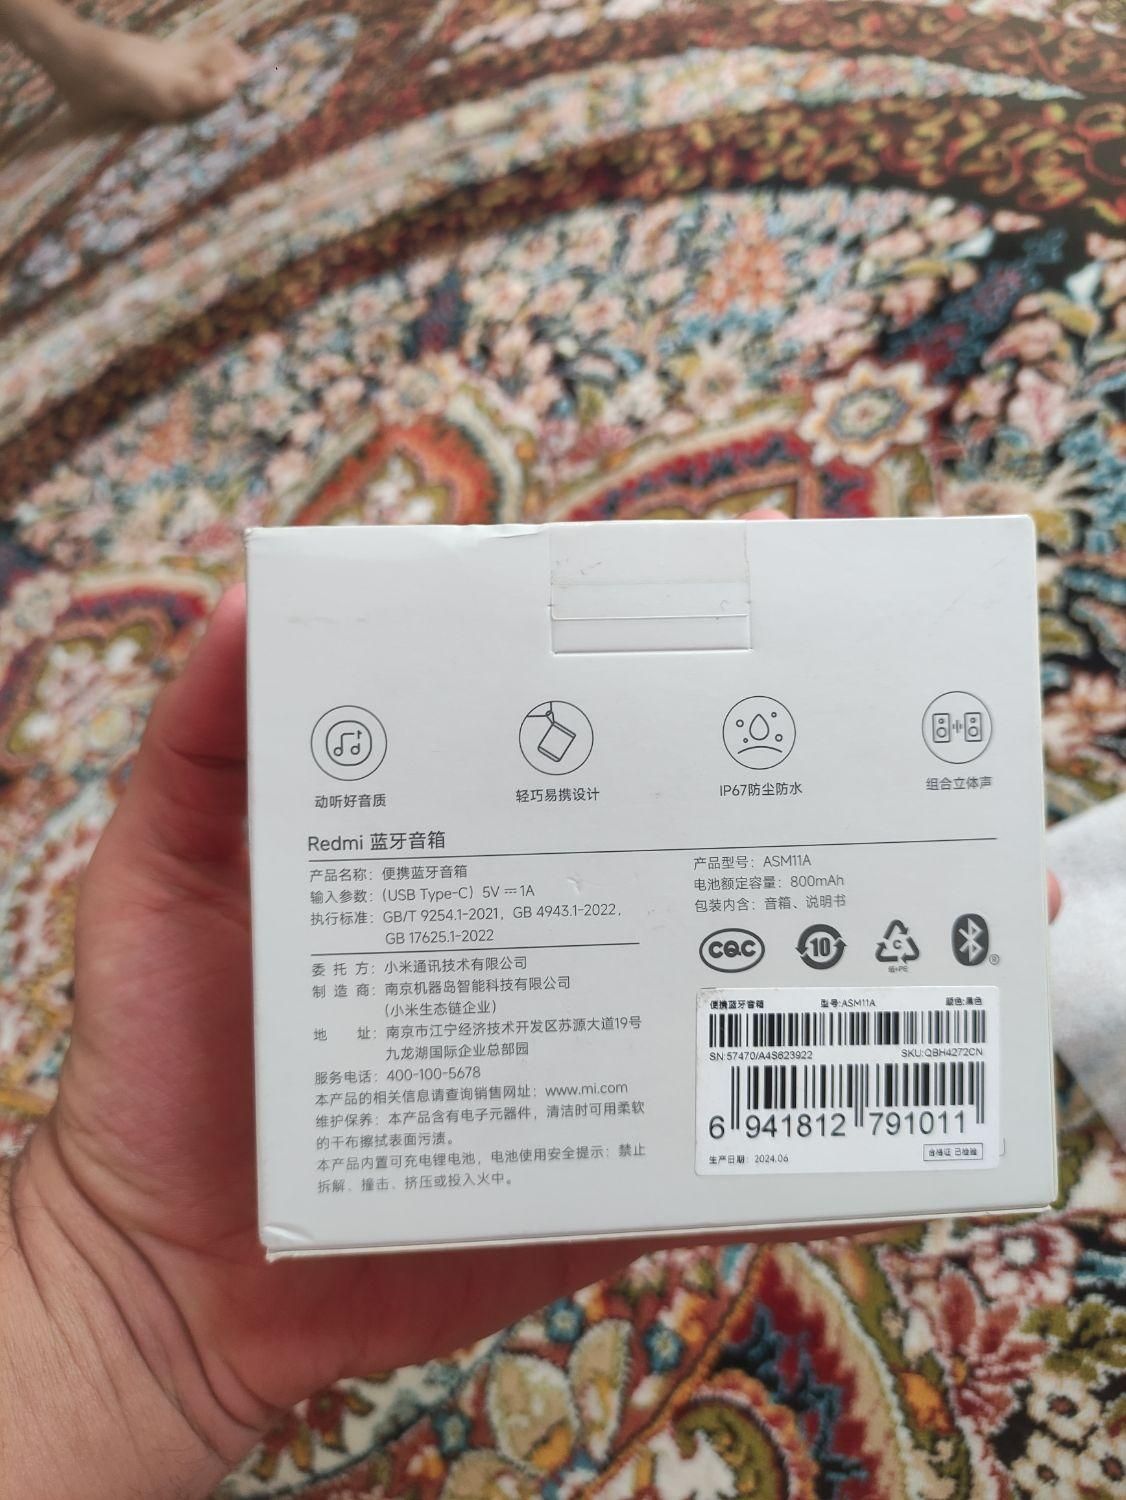 动听好音质
轻巧易携设计
IP67防尘防水
组合立体声
Redmi 蓝牙音箱
产品名称：便携蓝牙音箱
输入参数：(USB Type-C) 5V⎓1A
执行标准：GB/T 9254.1-2021，GB 4943.1-2022，
GB 17625.1-2022
产品型号：ASM11A
电池额定容量：800mAh
包装内含：音箱、说明书
委托方：小米通讯技术有限公司
制造商：南京机器岛智能科技有限公司
(小米生态链企业)
地址：南京市江宁经济技术开发区苏源大道19号
九龙湖国际企业总部园
服务电话：400-100-5678
本产品的相关信息请查询销售网址：www.mi.com
维护保养：本产品含有电子元器件，清洁时可用柔软
的干布擦拭表面污渍。
本产品内置可充电锂电池，电池使用安全提示：禁止
拆解、撞击、挤压或投入火中。
CQC
10
C
纸+PE
®
便携蓝牙音箱 型号:ASM11A 颜色:黑色
SN:57470/A4S623922 SKU:QBH4272CN
6 941812 791011
生产日期：2024.06
合格证 已检验